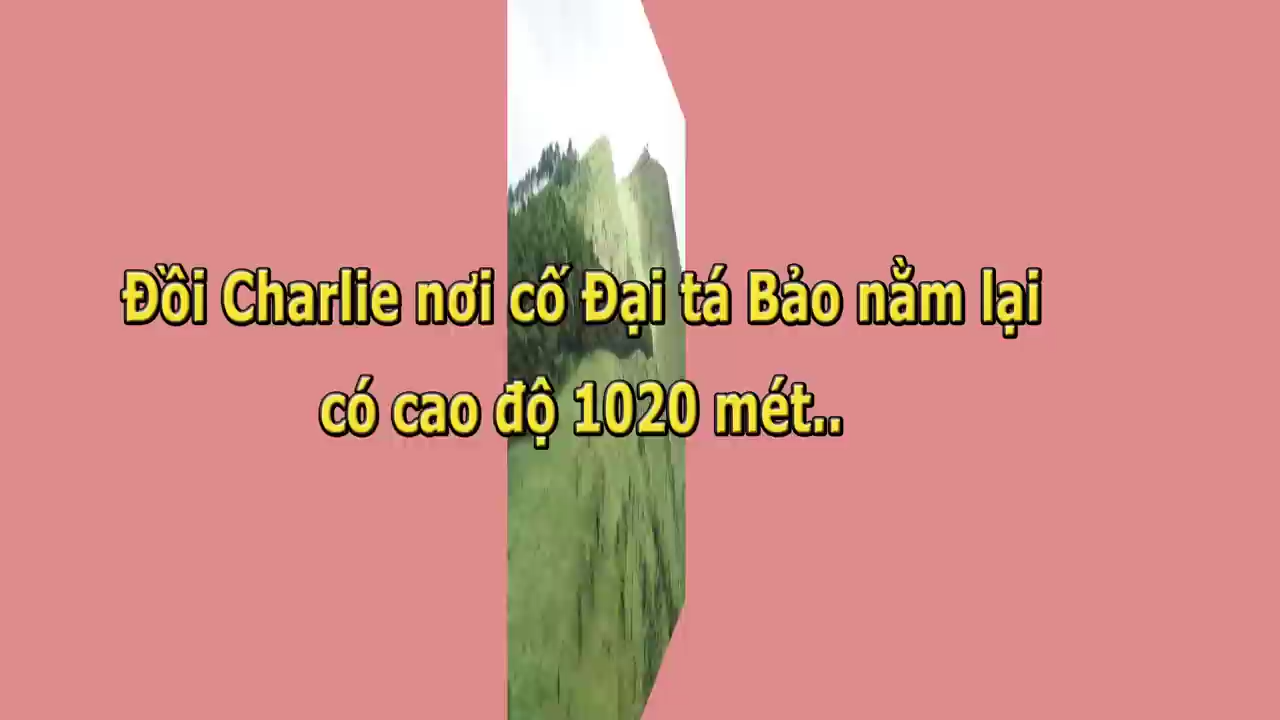 Đồi Charlie nơi cố Đại tá Bảo nằm lại
có cao độ 1020 mét..